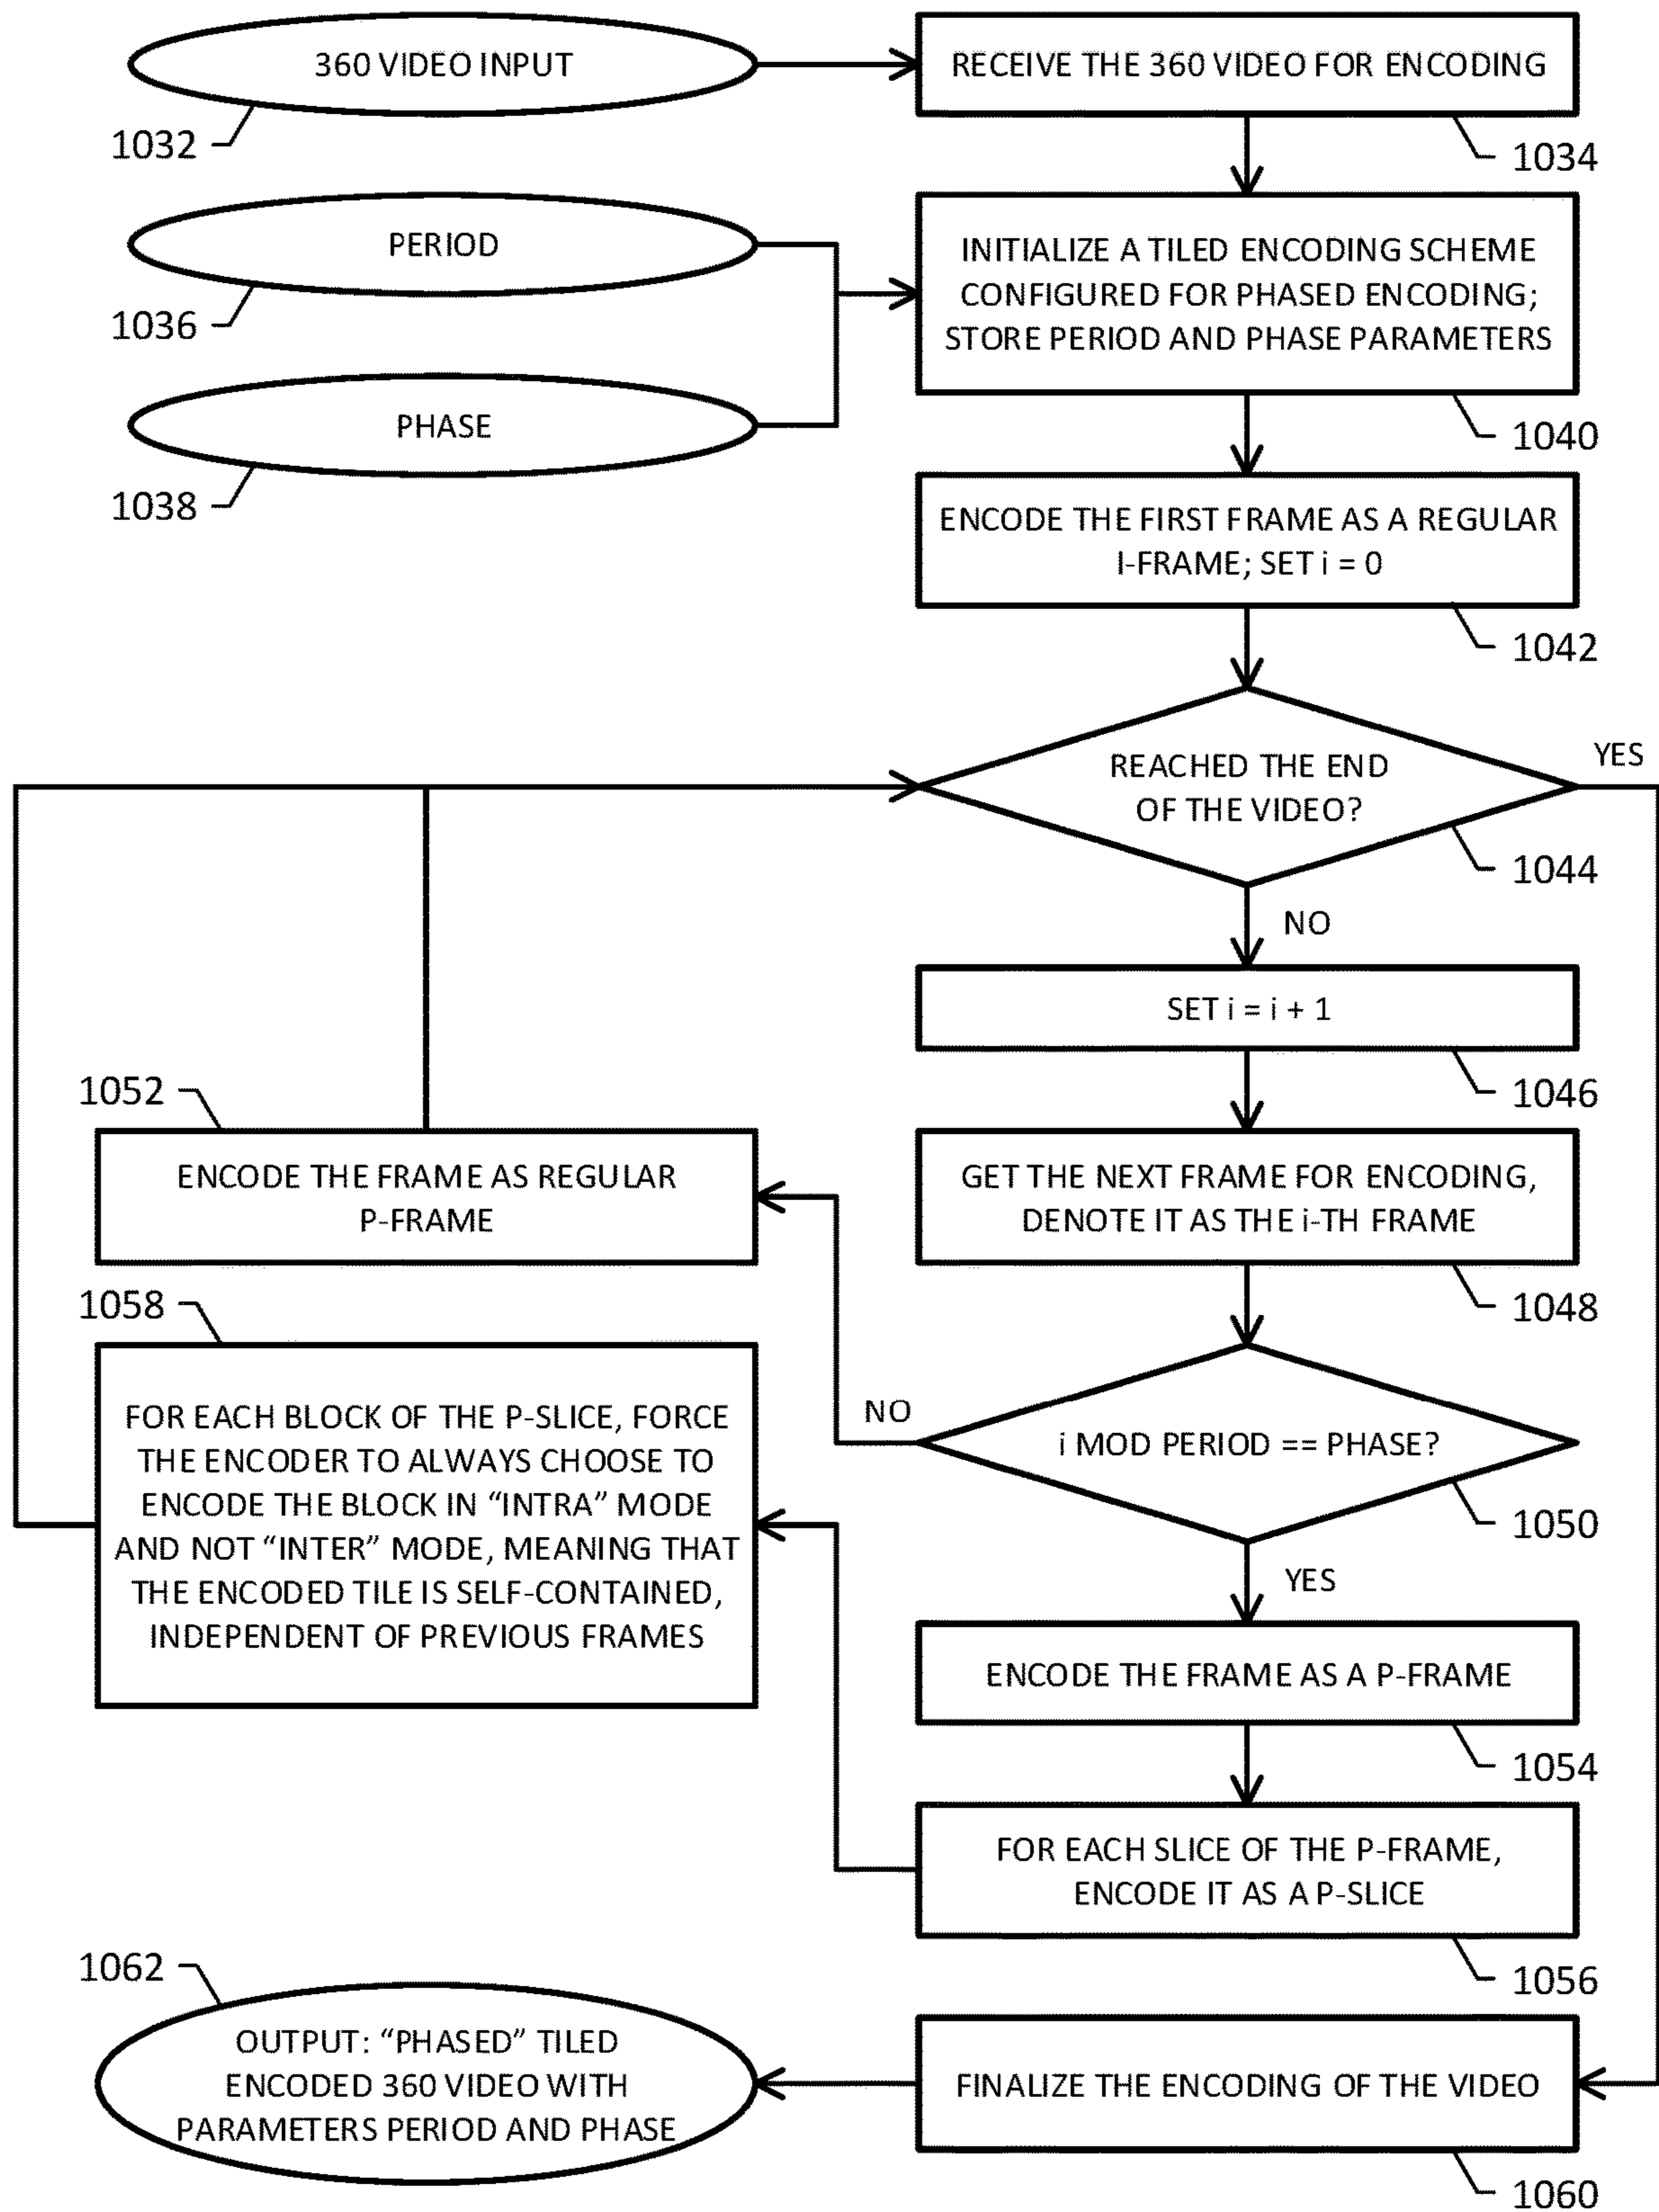 360 VIDEO INPUT
1032
RECEIVE THE 360 VIDEO FOR ENCODING
1034
PERIOD
1036
PHASE
1038
INITIALIZE A TILED ENCODING SCHEME
CONFIGURED FOR PHASED ENCODING;
STORE PERIOD AND PHASE PARAMETERS
1040
ENCODE THE FIRST FRAME AS A REGULAR
I-FRAME; SET i = 0
1042
REACHED THE END
OF THE VIDEO?
YES
1044
NO
SET i = i + 1
1046
1052
ENCODE THE FRAME AS REGULAR
P-FRAME
GET THE NEXT FRAME FOR ENCODING,
DENOTE IT AS THE i-TH FRAME
1048
1058
FOR EACH BLOCK OF THE P-SLICE, FORCE
THE ENCODER TO ALWAYS CHOOSE TO
ENCODE THE BLOCK IN “INTRA” MODE
AND NOT “INTER” MODE, MEANING THAT
THE ENCODED TILE IS SELF-CONTAINED,
INDEPENDENT OF PREVIOUS FRAMES
NO
i MOD PERIOD == PHASE?
1050
YES
ENCODE THE FRAME AS A P-FRAME
1054
FOR EACH SLICE OF THE P-FRAME,
ENCODE IT AS A P-SLICE
1056
1062
OUTPUT: “PHASED” TILED
ENCODED 360 VIDEO WITH
PARAMETERS PERIOD AND PHASE
FINALIZE THE ENCODING OF THE VIDEO
1060